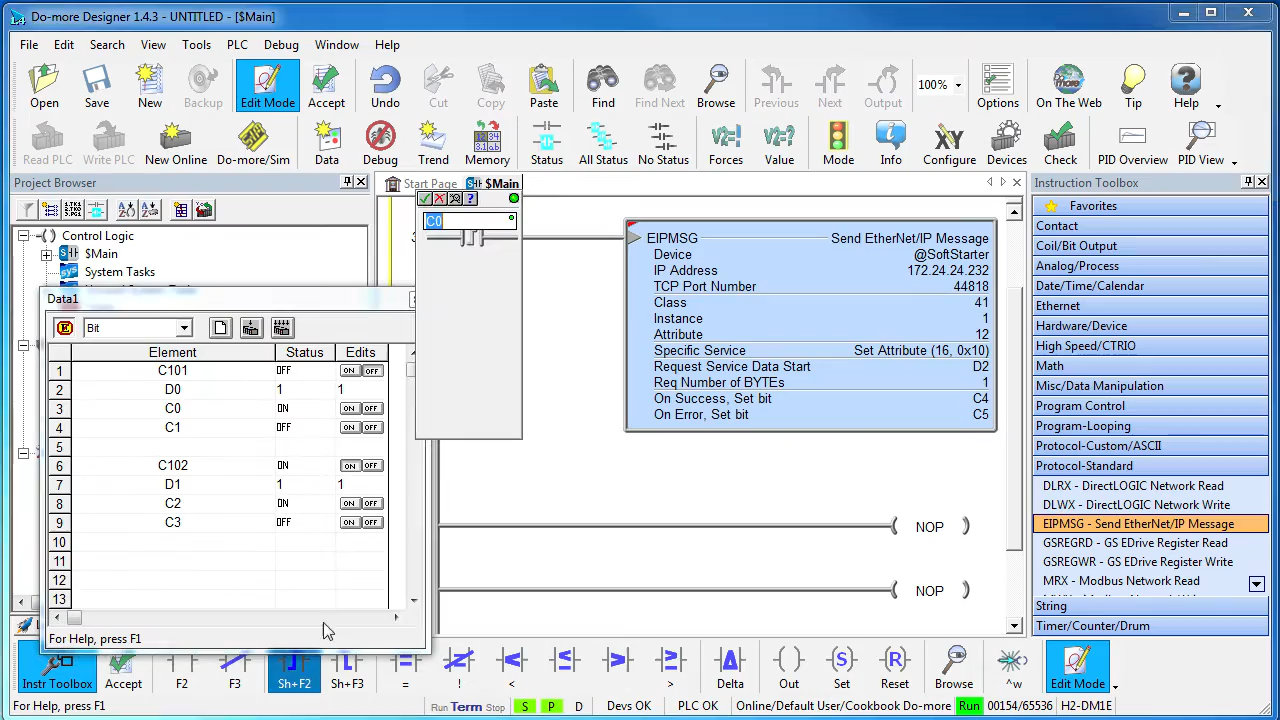 Do-more Designer 1.4.3 - UNTITLED - [$Main]
File Edit Search View Tools PLC Debug Window Help
Open Save New Backup Edit Mode Accept Undo Cut Copy Paste Find Find Next Browse Previous Next Output 100% Options On The Web Tip Help
Read PLC Write PLC New Online Do-more/Sim Data Debug Trend Memory Status All Status No Status Force Value Mode Info Configure Devices Check PID Overview PID View
Project Browser
Start Page $Main
Instruction Toolbox
Control Logic
$Main
System Tasks
Data1
Bit
Element Status Edits
1 C101 OFF ON OFF
2 D0 1 1
3 C0 ON ON OFF
4 C1 OFF ON OFF
5
6 C102 ON ON OFF
7 D1 1 1
8 C2 ON ON OFF
9 C3 OFF ON OFF
10
11
12
13
For Help, press F1
C0
EIPMSG Send EtherNet/IP Message
Device @SoftStarter
IP Address 172.24.24.232
TCP Port Number 44818
Class 41
Instance 1
Attribute 12
Specific Service Set Attribute (16, 0x10)
Request Service Data Start D2
Req Number of BYTEs 1
On Success, Set bit C4
On Error, Set bit C5
NOP
NOP
Favorites
Contact
Coil/Bit Output
Analog/Process
Date/Time/Calendar
Ethernet
Hardware/Device
High Speed/CTRIO
Math
Misc/Data Manipulation
Program Control
Program-Looping
Protocol-Custom/ASCII
Protocol-Standard
DLRX - DirectLOGIC Network Read
DLWX - DirectLOGIC Network Write
EIPMSG - Send EtherNet/IP Message
GSREGRD - GS EDrive Register Read
GSREGWR - GS EDrive Register Write
MRX - Modbus Network Read
String
Timer/Counter/Drum
Instr Toolbox Accept F2 F3 Sh+F2 Sh+F3 = ! < ≤ > ≥ Delta Out Set Reset Browse ^w Edit Mode
For Help, press F1 Run Term Stop S P D Devs OK PLC OK Online/Default User/Cookbook Do-more Run 00154/65536 H2-DM1E